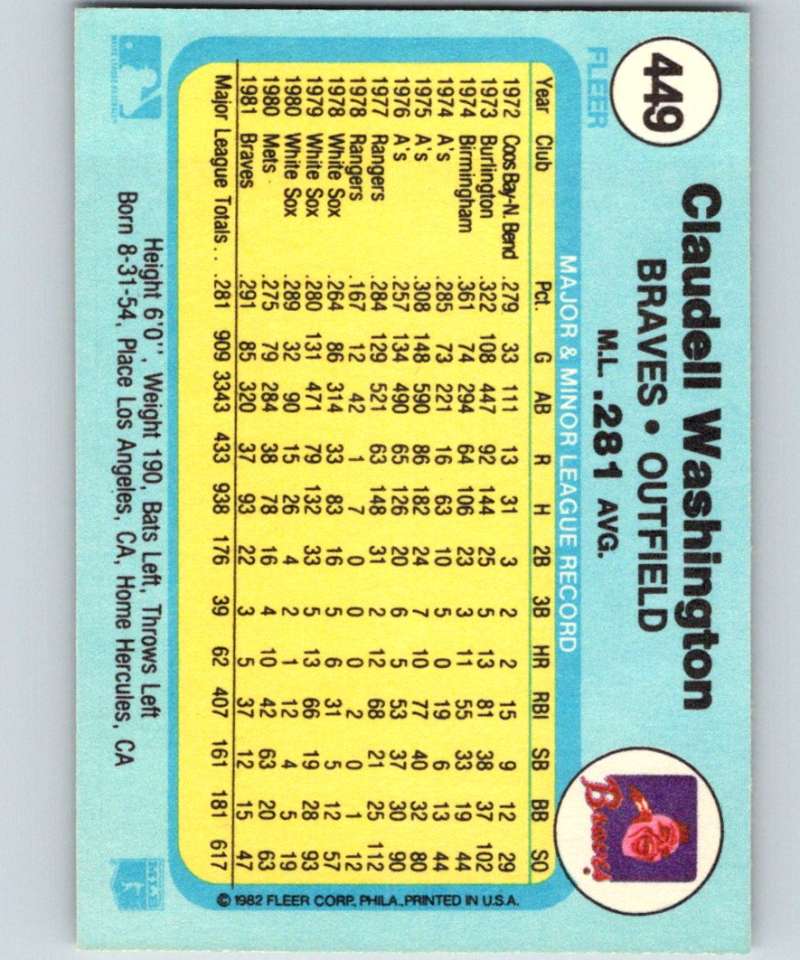 449
FLEER
Claudell Washington
BRAVES • OUTFIELD
M.L. .281 AVG.
Braves
MAJOR & MINOR LEAGUE RECORD
Year Club Pct. G AB R H 2B 3B HR RBI SB BB SO
1972 Coos Bay-N. Bend .279 33 111 13 31 3 2 2 15 9 12 29
1973 Burlington .322 108 447 92 144 25 5 13 81 38 37 102
1974 Birmingham .361 74 294 64 106 23 3 11 55 33 19 44
1974 A's .285 73 221 16 63 10 5 0 19 6 13 44
1975 A's .308 148 590 86 182 24 7 10 77 40 32 80
1976 A's .257 134 490 65 126 20 6 5 53 37 30 90
1977 Rangers .284 129 521 63 148 31 2 12 68 21 25 112
1978 Rangers .167 12 42 1 7 0 0 0 2 0 1 12
1978 White Sox .264 86 314 33 83 16 5 6 31 5 12 57
1979 White Sox .280 131 471 79 132 33 5 13 66 19 28 93
1980 White Sox .289 32 90 15 26 4 2 1 12 4 5 19
1980 Mets .275 79 284 38 78 16 4 10 42 63 20 63
1981 Braves .291 85 320 37 93 22 3 5 37 12 15 47
Major League Totals . . .281 909 3343 433 938 176 39 62 407 161 181 617
© 1982 FLEER CORP., PHILA., PRINTED IN U.S.A.
Height 6'0", Weight 190, Bats Left, Throws Left
Born 8-31-54, Place Los Angeles, CA, Home Hercules, CA